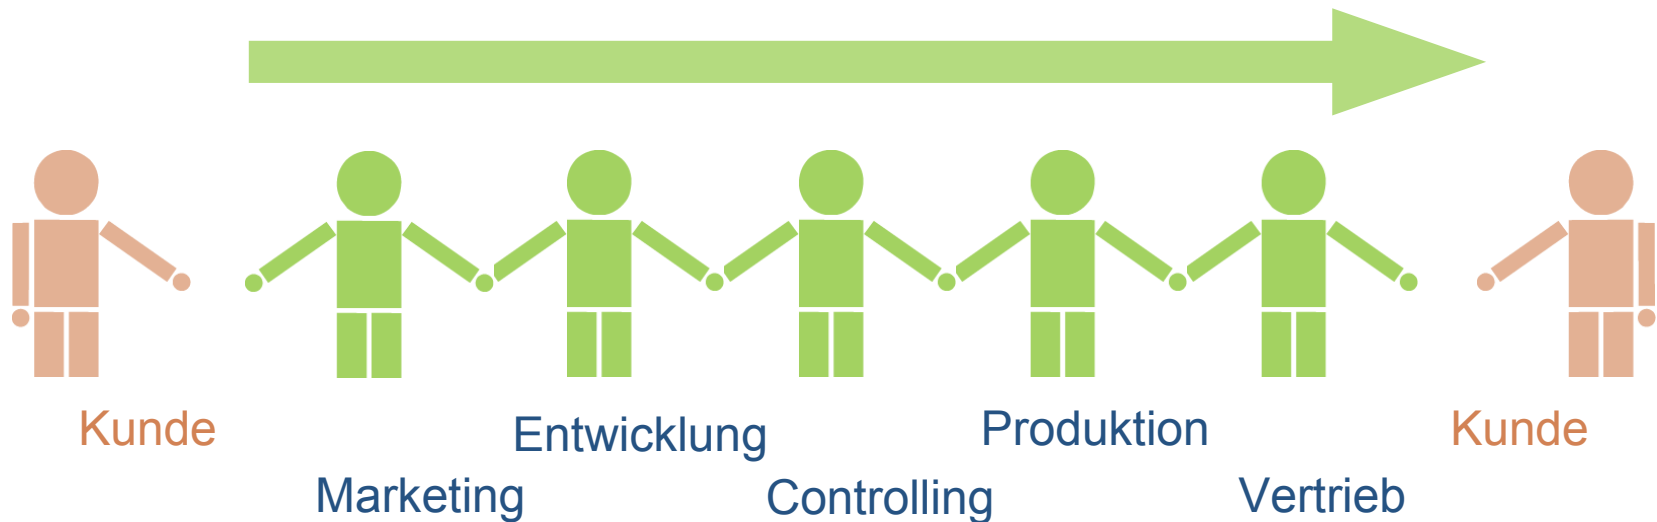 Kunde
Marketing
Entwicklung
Controlling
Produktion
Vertrieb
Kunde